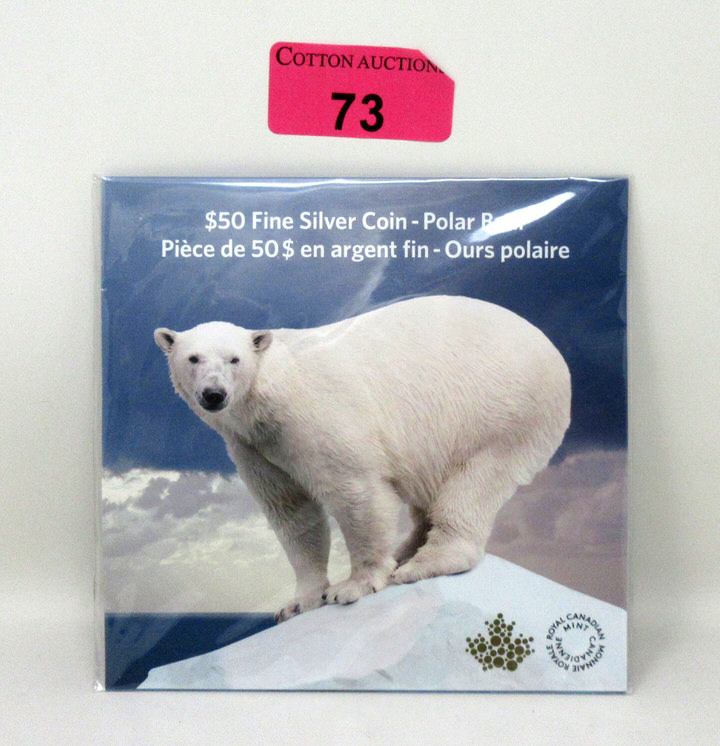 COTTON AUCTIONS
73
$50 Fine Silver Coin - Polar
Pièce de 50 $ en argent fin - Ours polaire
ROYAL CANADIAN MINT
MONNAIE ROYALE CANADIENNE